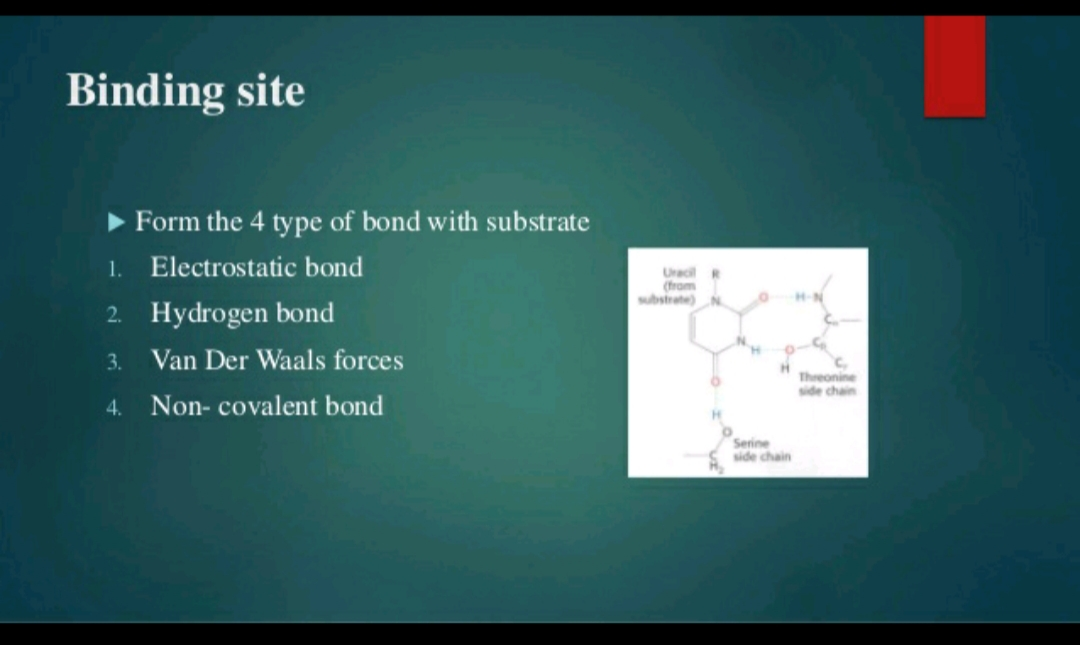 Binding site
▶ Form the 4 type of bond with substrate
1. Electrostatic bond
2. Hydrogen bond
3. Van Der Waals forces
4. Non- covalent bond
Uracil R
(from
substrate) N O H-N
C
N H O C
H C
O Threonine
side chain
H
O
Serine
C side chain
H2